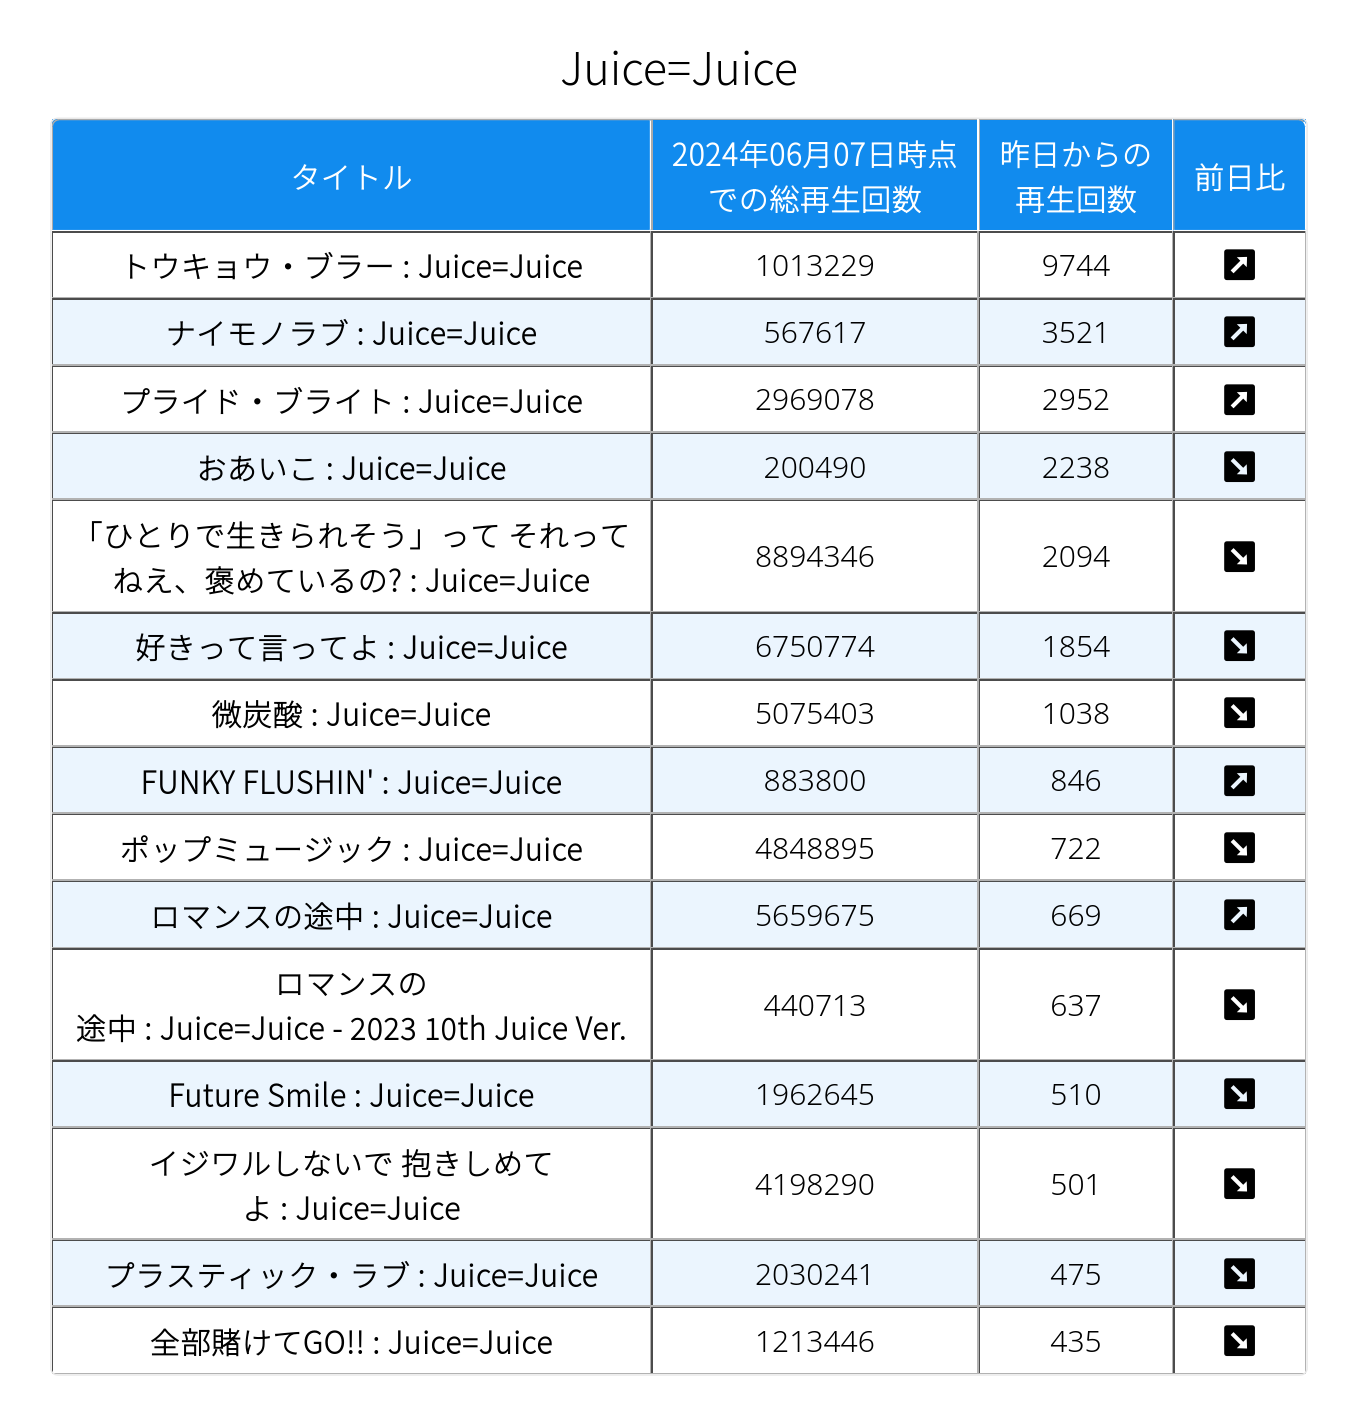 Juice=Juice
タイトル
2024年06月07日時点
での総再生回数
昨日からの
再生回数
前日比
トウキョウ・ブラー : Juice=Juice 1013229 9744
ナイモノラブ : Juice=Juice 567617 3521
プライド・ブライト : Juice=Juice 2969078 2952
おあいこ : Juice=Juice 200490 2238
「ひとりで生きられそう」って それって
ねえ、褒めているの? : Juice=Juice 8894346 2094
好きって言ってよ : Juice=Juice 6750774 1854
微炭酸 : Juice=Juice 5075403 1038
FUNKY FLUSHIN' : Juice=Juice 883800 846
ポップミュージック : Juice=Juice 4848895 722
ロマンスの途中 : Juice=Juice 5659675 669
ロマンスの
途中 : Juice=Juice - 2023 10th Juice Ver. 440713 637
Future Smile : Juice=Juice 1962645 510
イジワルしないで 抱きしめて
よ : Juice=Juice 4198290 501
プラスティック・ラブ : Juice=Juice 2030241 475
全部賭けてGO!! : Juice=Juice 1213446 435